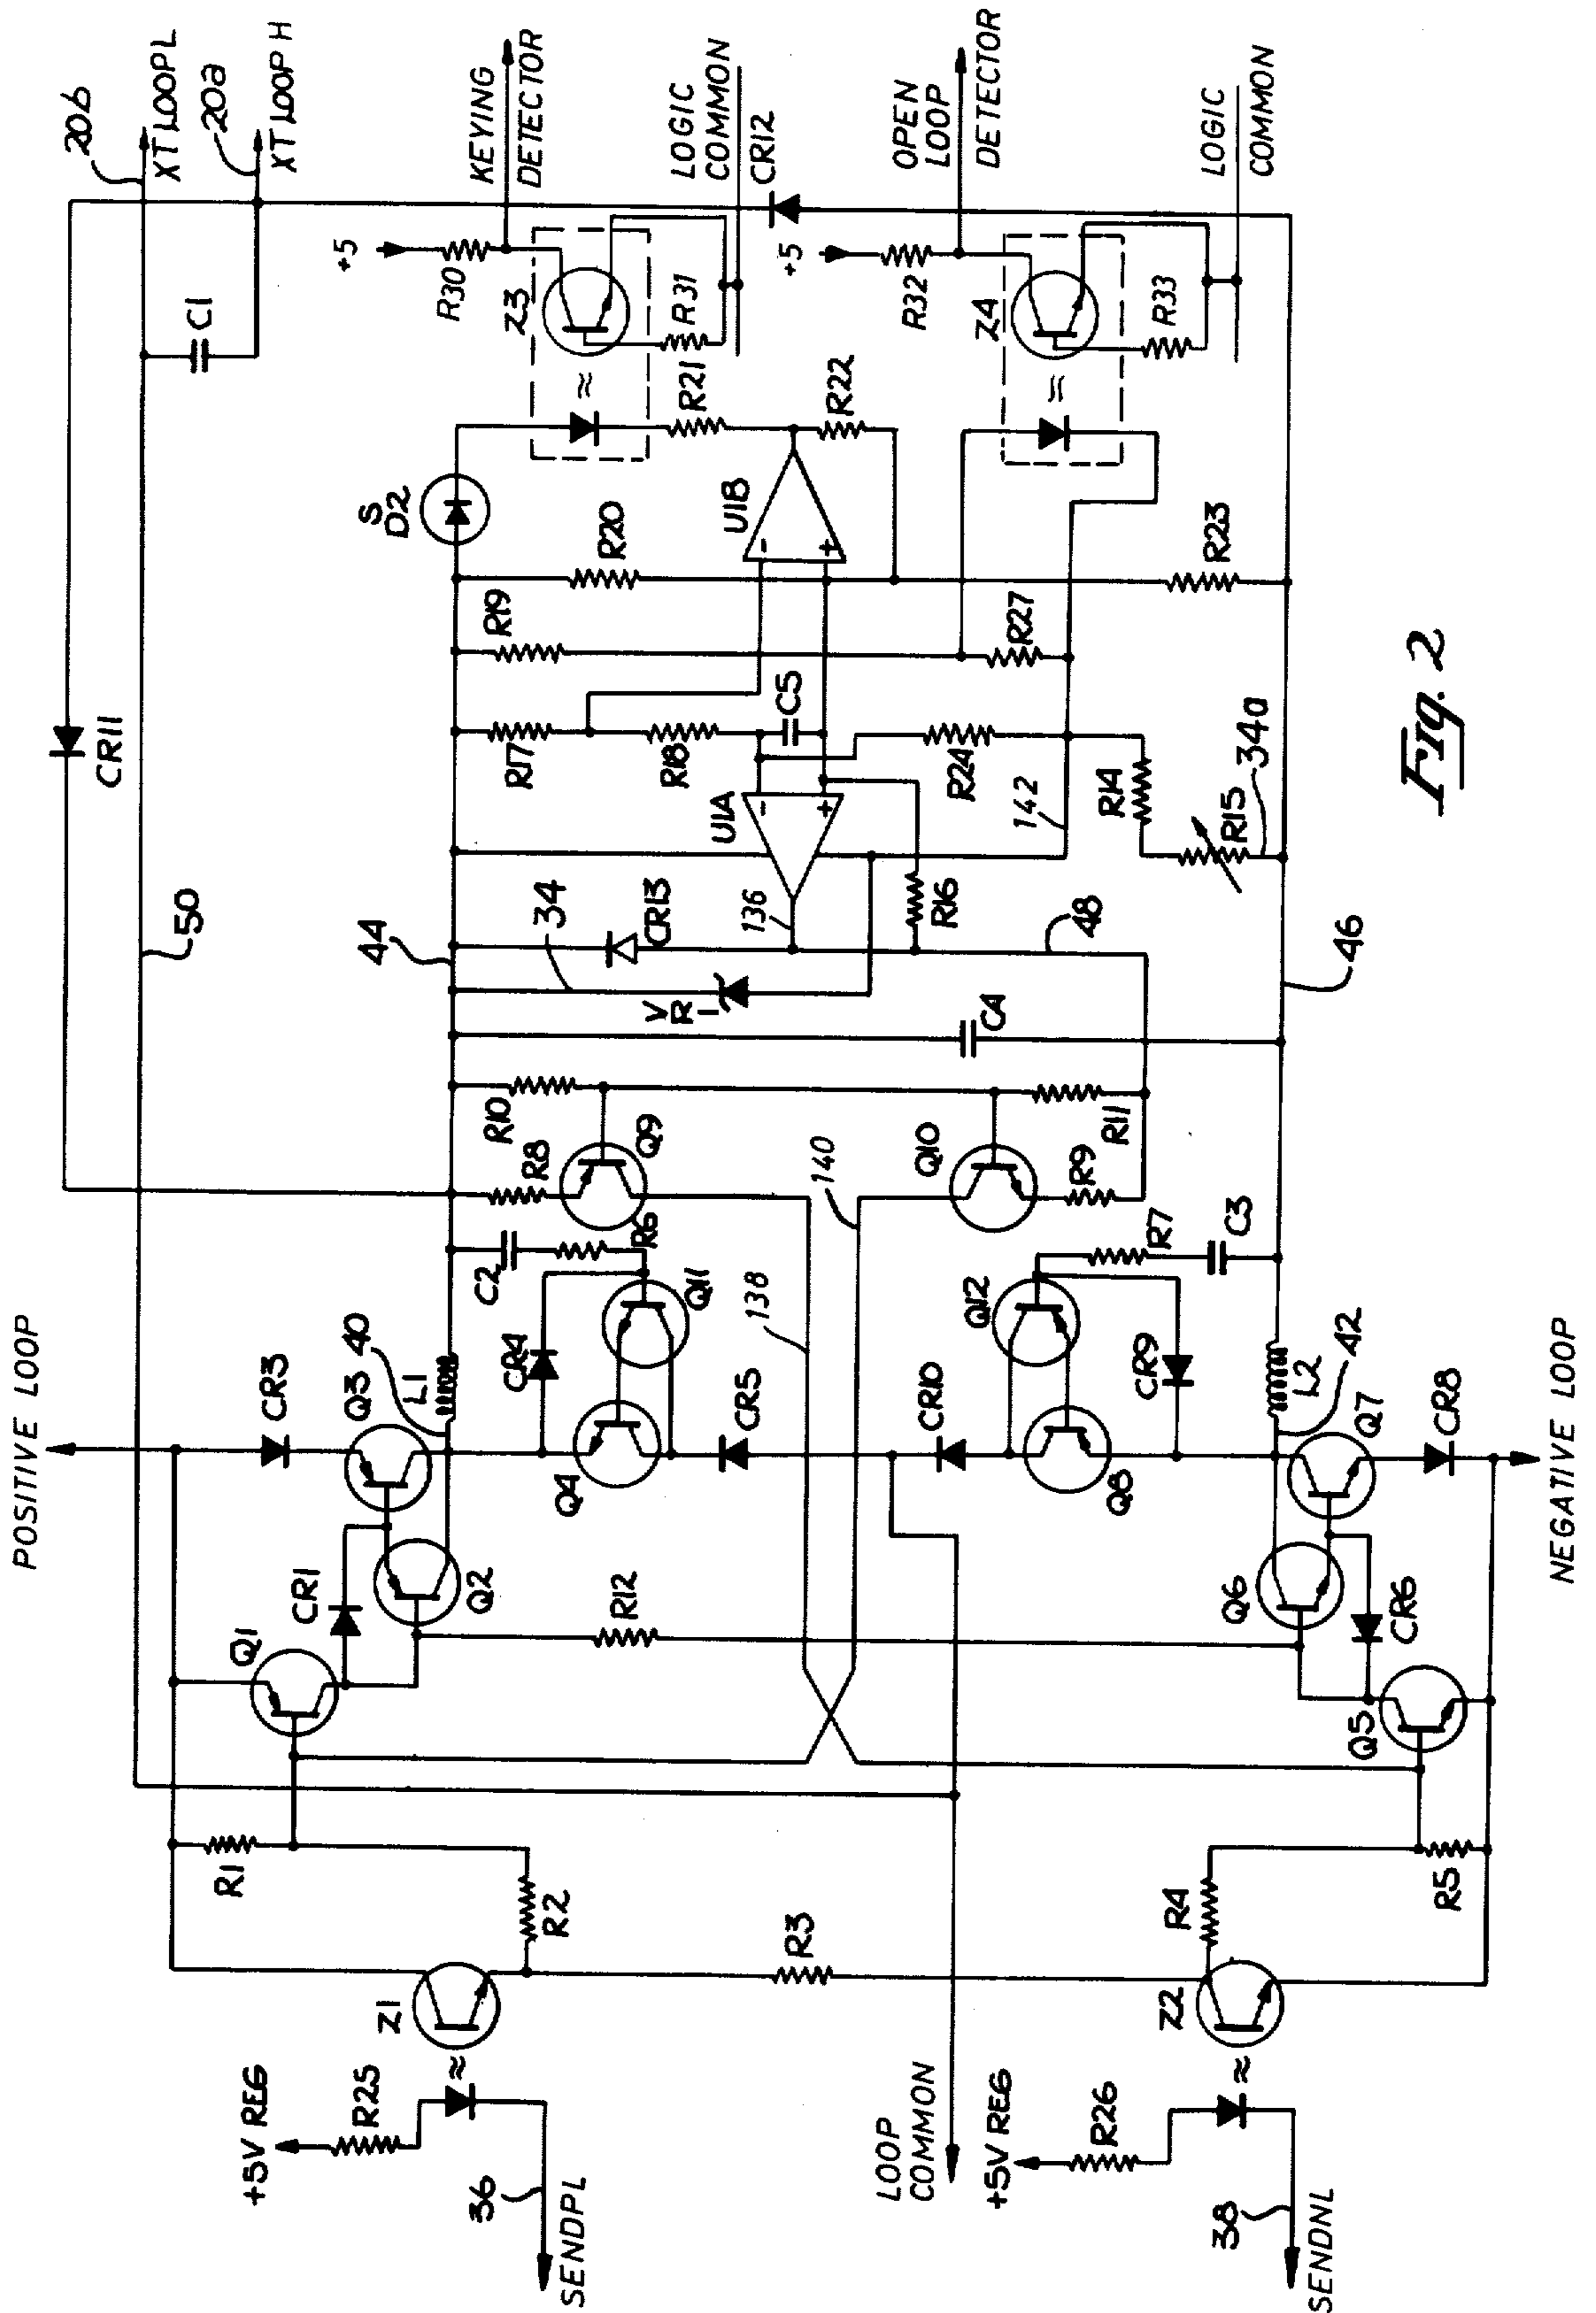 20b
XT LOOPL
20a
XT LOOP H
CR11
C1
50
+5
R30
KEYING
DETECTOR
Z3
R31
LOGIC
COMMON
CR12
S
D2
R21
R22
U1B
R20
R19
R17
R18
C5
R27
R23
+5
R32
OPEN
LOOP
DETECTOR
Z4
R33
LOGIC
COMMON
44
34
CR13
136
U1A
R16
R24
142
R14
R15
34a
48
46
V
R
1
C4
R10
R8
Q9
Q10
R9
R11
140
138
POSITIVE LOOP
CR3
Q3
40
L1
C2
R6
CR4
Q11
Q4
CR5
CR10
Q12
R7
C3
CR9
Q8
L2
42
Q7
CR8
NEGATIVE LOOP
Q1
CR1
Q2
R12
Q6
CR6
Q5
R1
R2
R3
R4
R5
Z1
Z2
+5V REG
R25
36
SENDPL
LOOP
COMMON
+5V REG
R26
38
SENDNL
Fig. 2